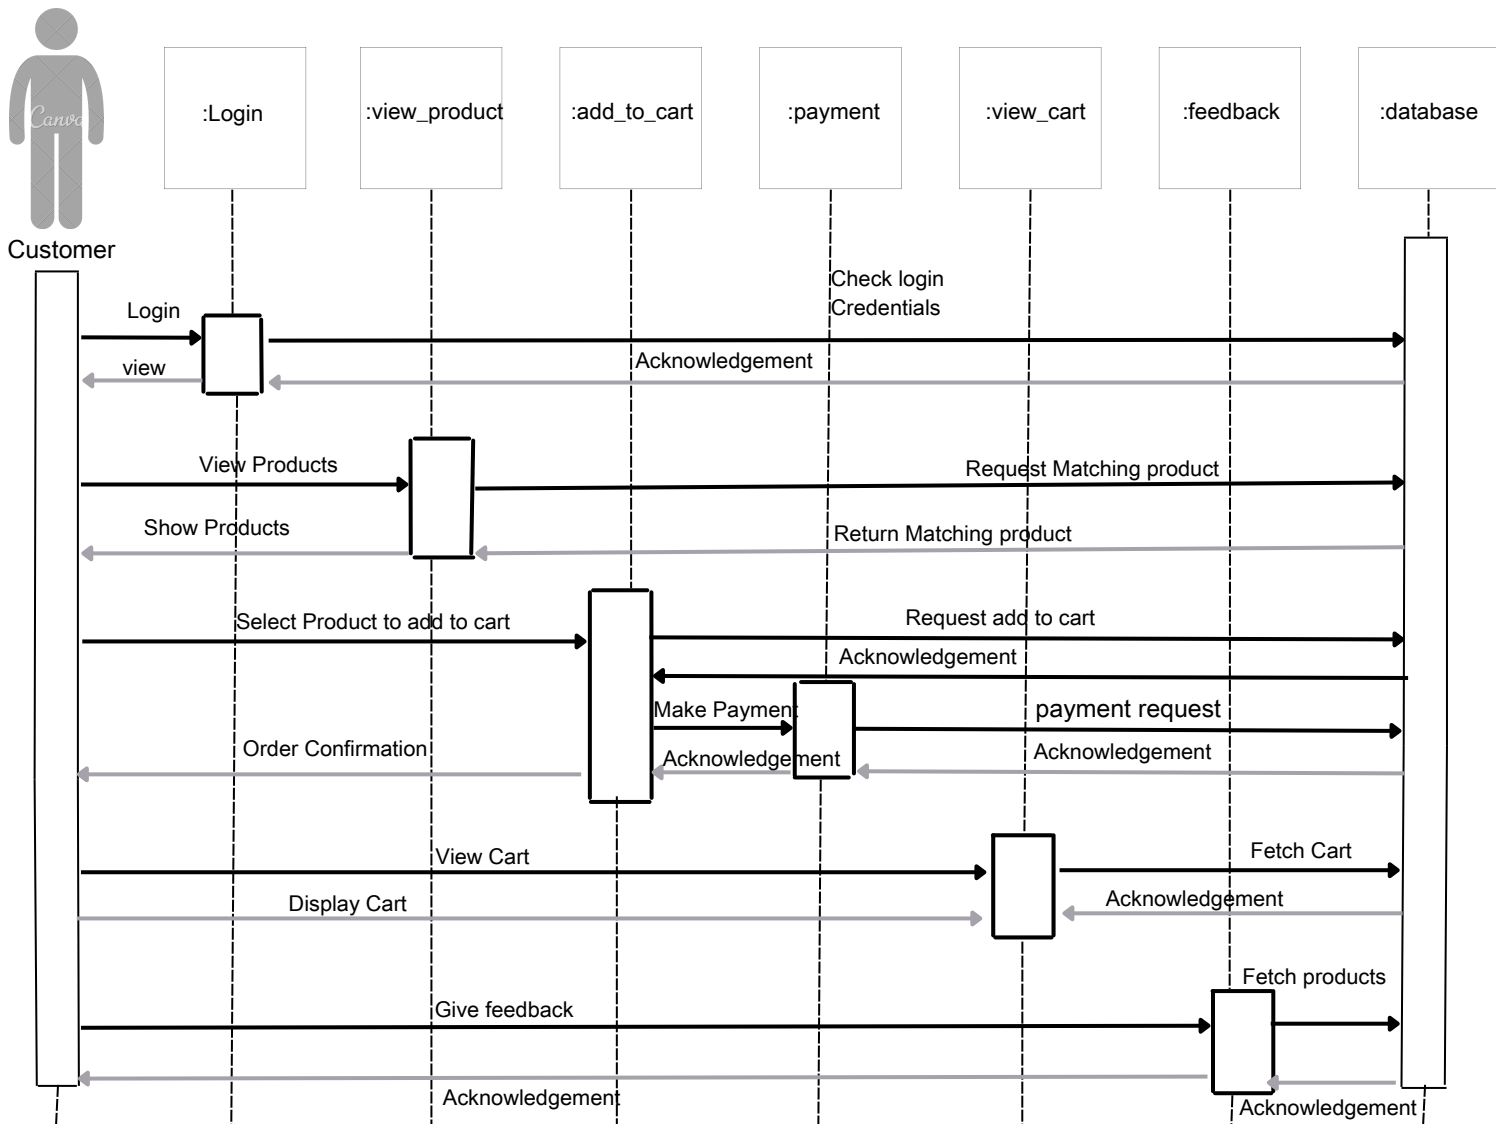 Canva
:Login
:view_product
:add_to_cart
:payment
:view_cart
:feedback
:database
Customer
Check login
Credentials
Login
view
Acknowledgement
View Products
Request Matching product
Show Products
Return Matching product
Select Product to add to cart
Request add to cart
Acknowledgement
Make Payment
payment request
Order Confirmation
Acknowledgement
Acknowledgement
View Cart
Fetch Cart
Display Cart
Acknowledgement
Fetch products
Give feedback
Acknowledgement
Acknowledgement